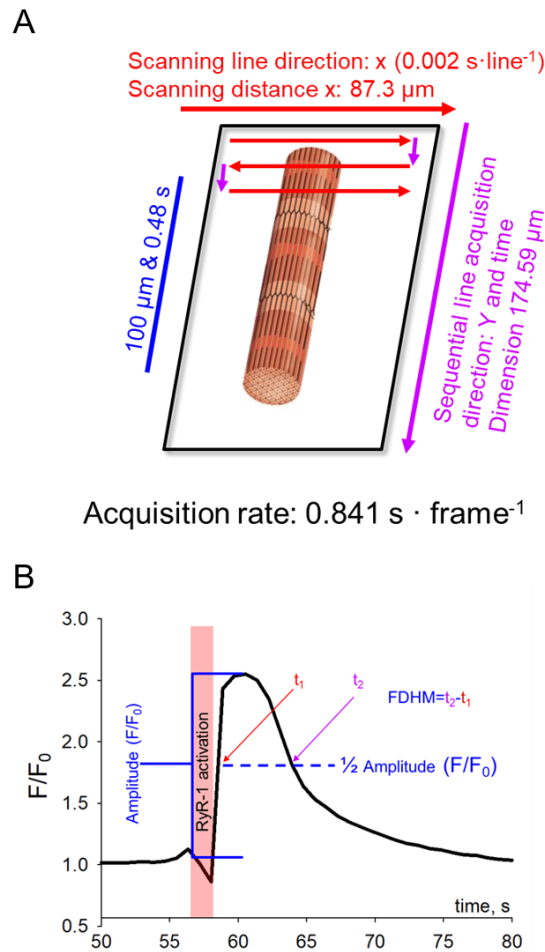 A
Scanning line direction: x (0.002 s·line⁻¹)
Scanning distance x: 87.3 µm
100 µm & 0.48 s
Sequential line acquisition
direction: Y and time
Dimension 174.59 µm
Acquisition rate: 0.841 s · frame⁻¹
B
3.0
2.5
2.0
1.5
1.0
0.5
F/F₀
Amplitude (F/F₀)
RyR-1 activation
t₁
t₂
FDHM=t₂-t₁
½ Amplitude (F/F₀)
time, s
50
55
60
65
70
75
80